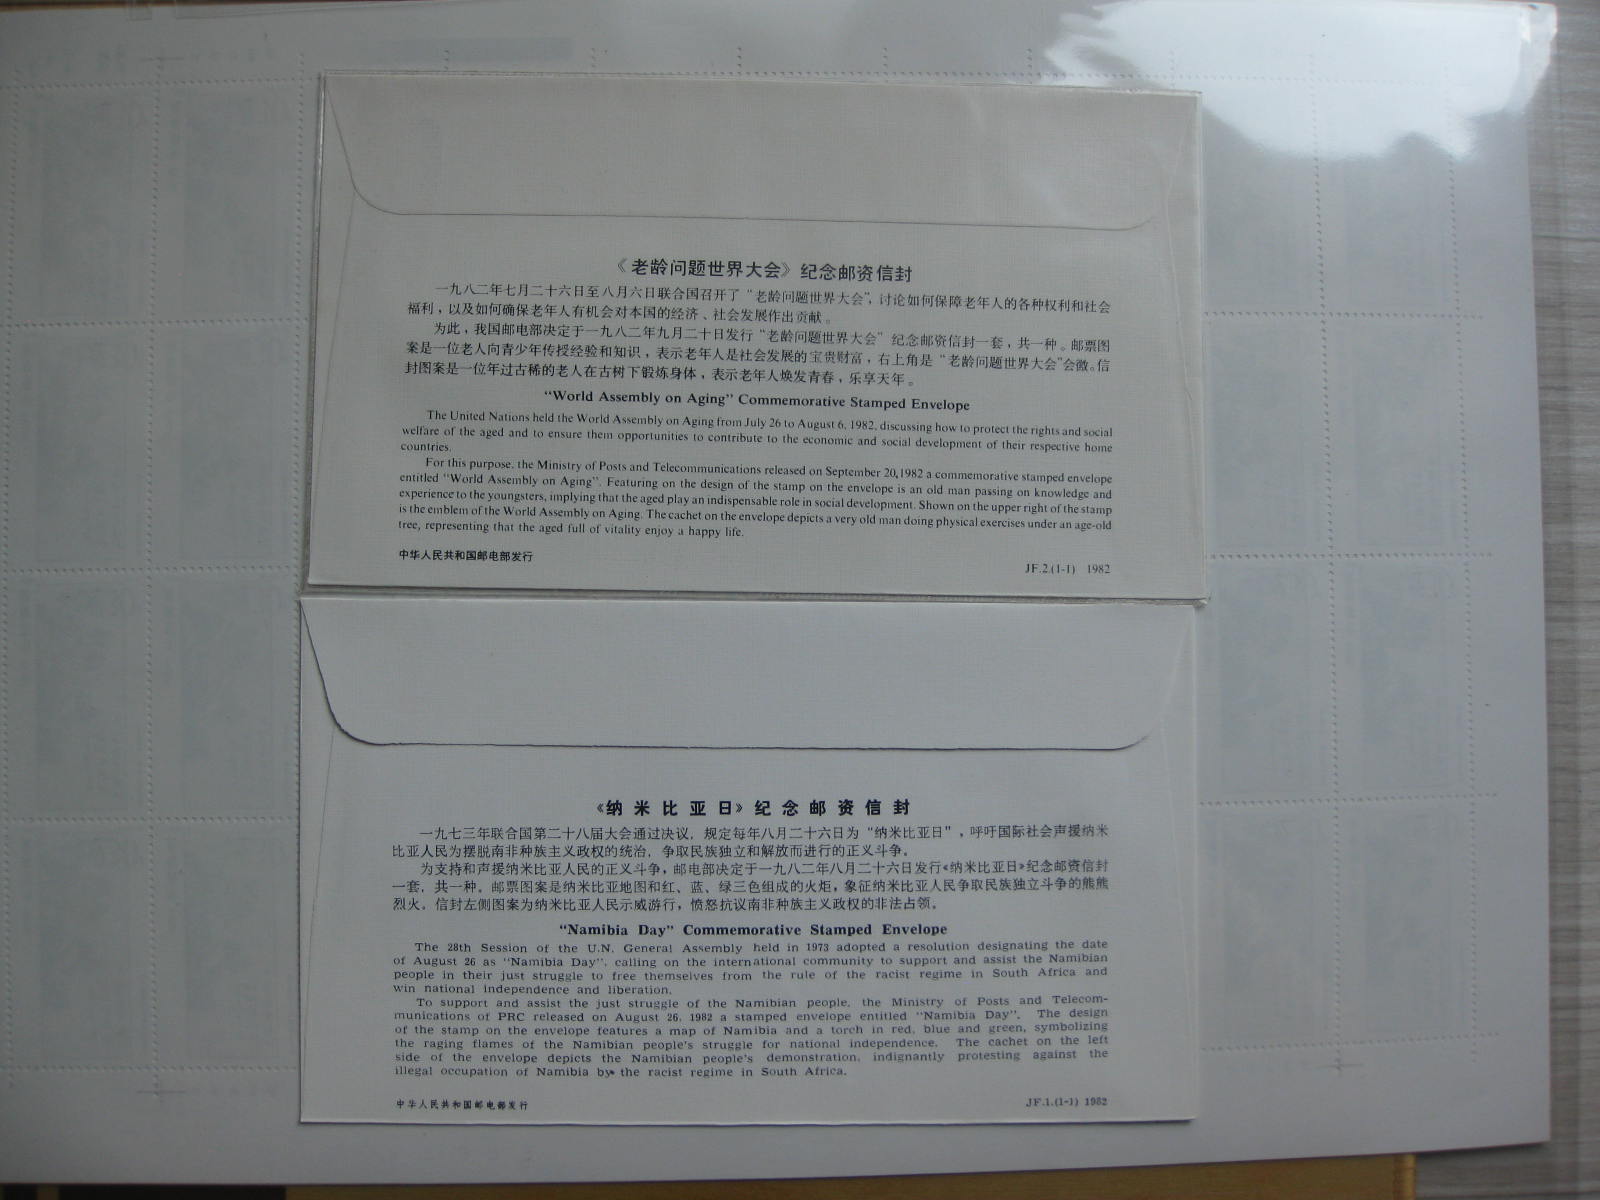 《老龄问题世界大会》纪念邮资信封
一九八二年七月二十六日至八月六日联合国召开了“老龄问题世界大会”，讨论如何保障老年人的各种权利和社会
福利，以及如何确保老年人有机会对本国的经济、社会发展作出贡献。
为此，我国邮电部决定于一九八二年九月二十日发行“老龄问题世界大会”纪念邮资信封一套，共一种。邮票图
案是一位老人向青少年传授经验和知识，表示老年人是社会发展的宝贵财富，右上角是“老龄问题世界大会”会徽。信
封图案是一位年过古稀的老人在古树下锻炼身体，表示老年人焕发青春，乐享天年。
“World Assembly on Aging” Commemorative Stamped Envelope
The United Nations held the World Assembly on Aging from July 26 to August 6, 1982, discussing how to protect the rights and social
welfare of the aged and to ensure them opportunities to contribute to the economic and social development of their respective home
countries.
For this purpose, the Ministry of Posts and Telecommunications released on September 20,1982 a commemorative stamped envelope
entitled “World Assembly on Aging”. Featuring on the design of the stamp on the envelope is an old man passing on knowledge and
experience to the youngsters, implying that the aged play an indispensable role in social development. Shown on the upper right of the stamp
is the emblem of the World Assembly on Aging. The cachet on the envelope depicts a very old man doing physical exercises under an age-old
tree, representing that the aged full of vitality enjoy a happy life.
中华人民共和国邮电部发行
JF.2.(1-1) 1982
《纳米比亚日》纪念邮资信封
一九七三年联合国第二十八届大会通过决议，规定每年八月二十六日为“纳米比亚日”，呼吁国际社会声援纳米
比亚人民为摆脱南非种族主义政权的统治，争取民族独立和解放而进行的正义斗争。
为支持和声援纳米比亚人民的正义斗争，邮电部决定于一九八二年八月二十六日发行《纳米比亚日》纪念邮资信封
一套，共一种。邮票图案是纳米比亚地图和红、蓝、绿三色组成的火炬，象征纳米比亚人民争取民族独立斗争的熊熊
烈火。信封左侧图案为纳米比亚人民示威游行，愤怒抗议南非种族主义政权的非法占领。
“Namibia Day” Commemorative Stamped Envelope
The 28th Session of the U.N. General Assembly held in 1973 adopted a resolution designating the date
of August 26 as “Namibia Day”, calling on the international community to support and assist the Namibian
people in their just struggle to free themselves from the rule of the racist regime in South Africa and
win national independence and liberation.
To support and assist the just struggle of the Namibian people, the Ministry of Posts and Telecom-
munications of PRC released on August 26, 1982 a stamped envelope entitled “Namibia Day”. The design
of the stamp on the envelope features a map of Namibia and a torch in red, blue and green, symbolizing
the raging flames of the Namibian people's struggle for national independence. The cachet on the left
side of the envelope depicts the Namibian people's demonstration, indignantly protesting against the
illegal occupation of Namibia by the racist regime in South Africa.
中华人民共和国邮电部发行
JF.1.(1-1) 1982